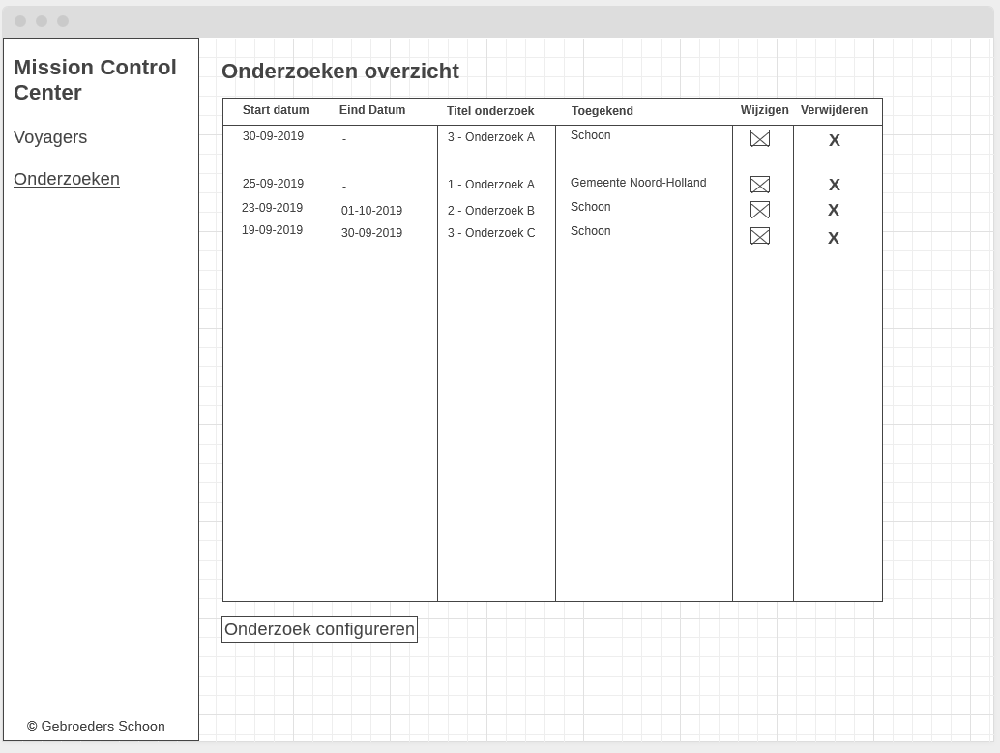 Mission Control
Center
Voyagers
Onderzoeken
© Gebroeders Schoon
Onderzoeken overzicht
Start datum Eind Datum Titel onderzoek Toegekend Wijzigen Verwijderen
30-09-2019 - 3 - Onderzoek A Schoon X
25-09-2019 - 1 - Onderzoek A Gemeente Noord-Holland X
23-09-2019 01-10-2019 2 - Onderzoek B Schoon X
19-09-2019 30-09-2019 3 - Onderzoek C Schoon X
Onderzoek configureren